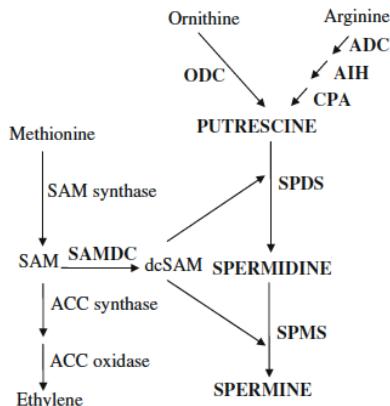 Ornithine
Arginine
ADC
ODC
AIH
CPA
PUTRESCINE
Methionine
SAM synthase
SPDS
SAM
SAMDC
dcSAM
SPERMIDINE
ACC synthase
SPMS
ACC oxidase
Ethylene
SPERMINE